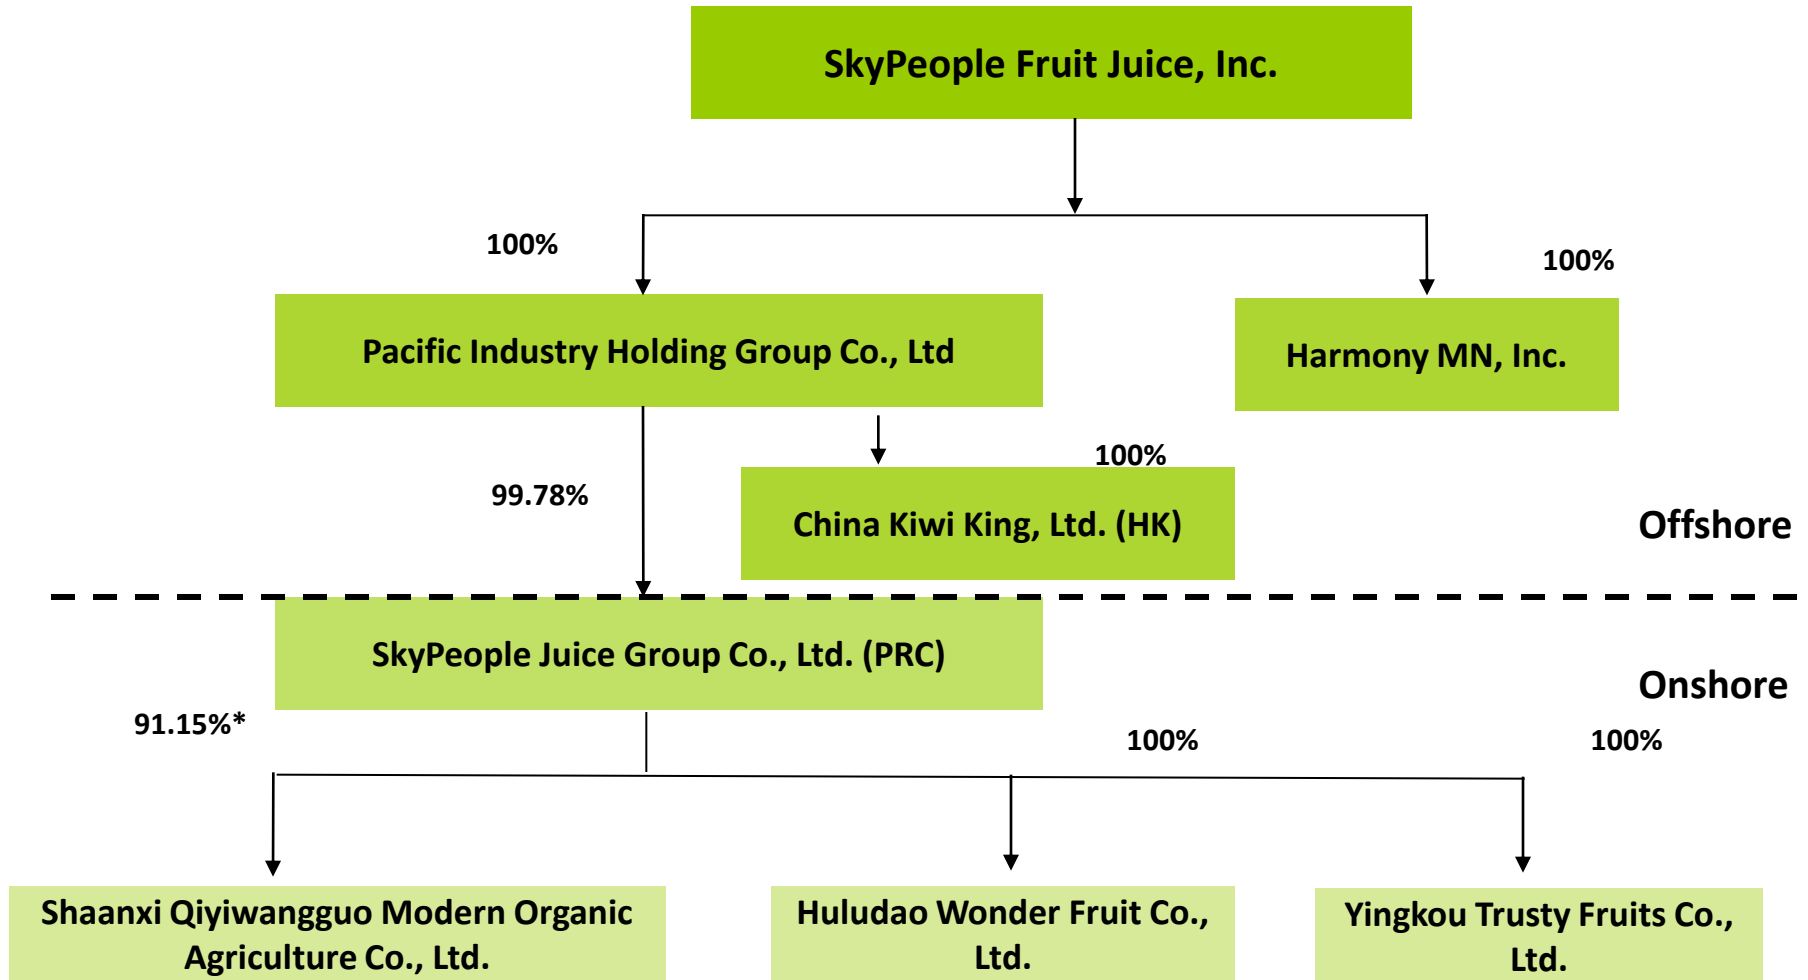 SkyPeople Fruit Juice, Inc.
100%
100%
Pacific Industry Holding Group Co., Ltd
Harmony MN, Inc.
100%
99.78%
China Kiwi King, Ltd. (HK)
Offshore
SkyPeople Juice Group Co., Ltd. (PRC)
Onshore
91.15%*
100%
100%
Shaanxi Qiyiwangguo Modern Organic
Agriculture Co., Ltd.
Huludao Wonder Fruit Co.,
Ltd.
Yingkou Trusty Fruits Co.,
Ltd.